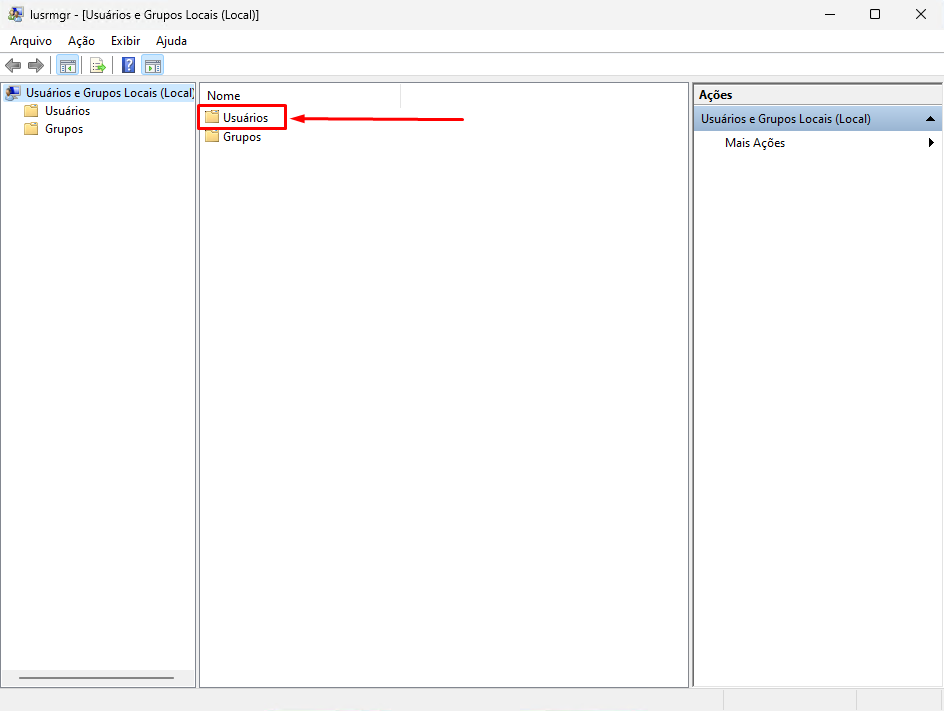 lusrmgr - [Usuários e Grupos Locais (Local)]
Arquivo Ação Exibir Ajuda
Usuários e Grupos Locais (Local)
Usuários
Grupos
Nome
Usuários
Grupos
Ações
Usuários e Grupos Locais (Local)
Mais Ações